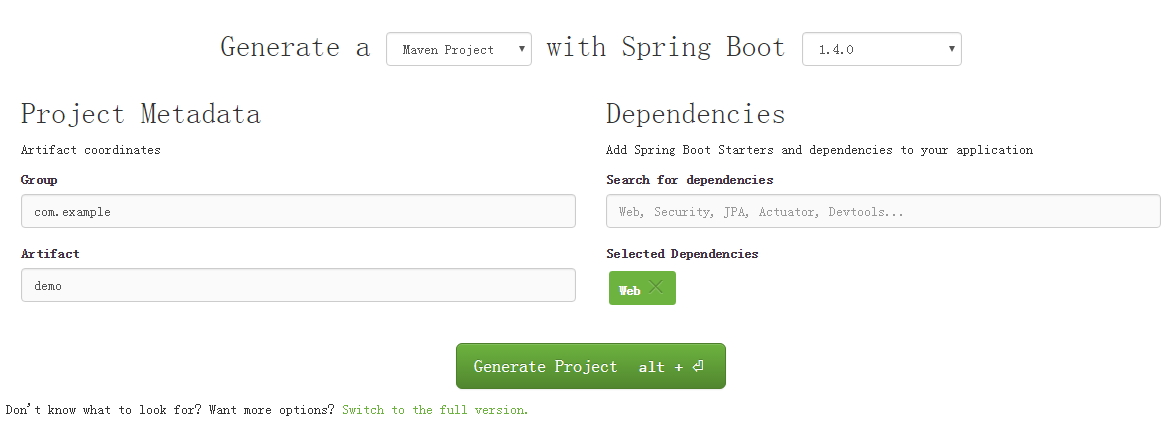 Generate a Maven Project with Spring Boot 1.4.0
Project Metadata
Artifact coordinates
Group
com.example
Artifact
demo
Dependencies
Add Spring Boot Starters and dependencies to your application
Search for dependencies
Web, Security, JPA, Actuator, Devtools...
Selected Dependencies
Web
Generate Project alt + ⏎
Don't know what to look for? Want more options? Switch to the full version.